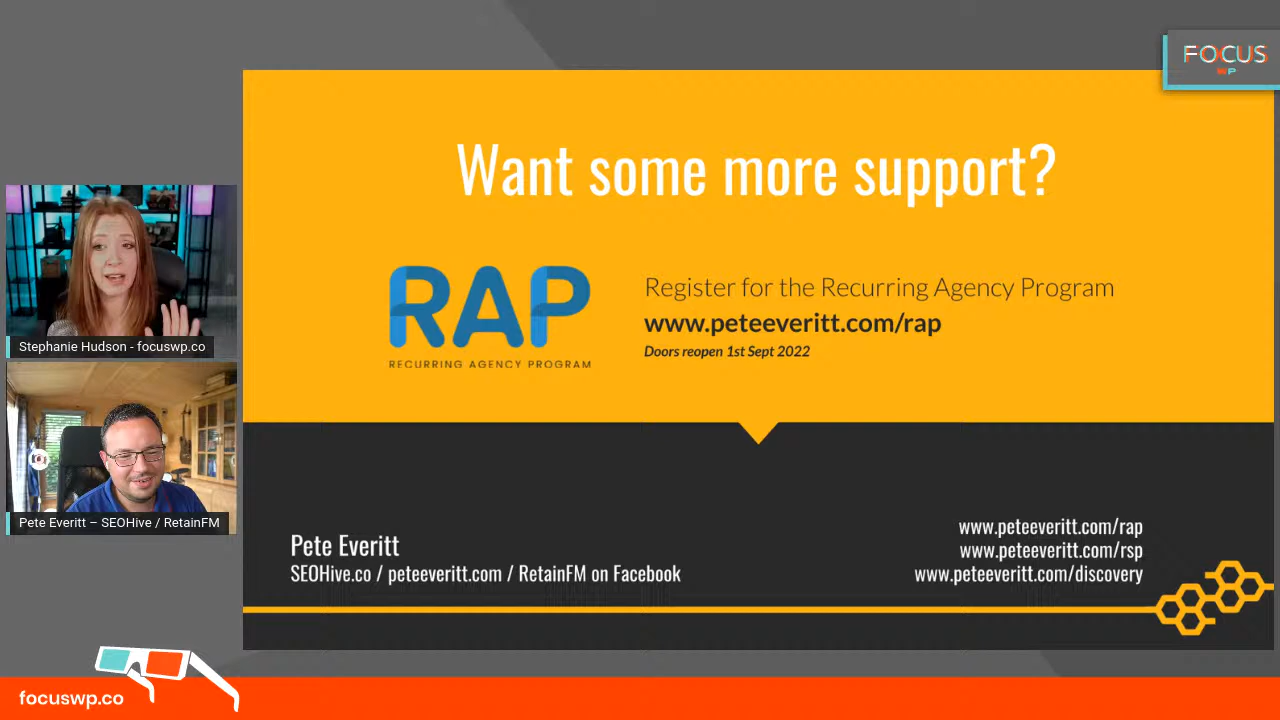 FOCUS
WP
Want some more support?
RAP
RECURRING AGENCY PROGRAM
Register for the Recurring Agency Program
www.peteeveritt.com/rap
Doors reopen 1st Sept 2022
Stephanie Hudson - focuswp.co
Pete Everitt – SEOHive / RetainFM
Pete Everitt
SEOHive.co / peteeveritt.com / RetainFM on Facebook
www.peteeveritt.com/rap
www.peteeveritt.com/rsp
www.peteeveritt.com/discovery
focuswp.co